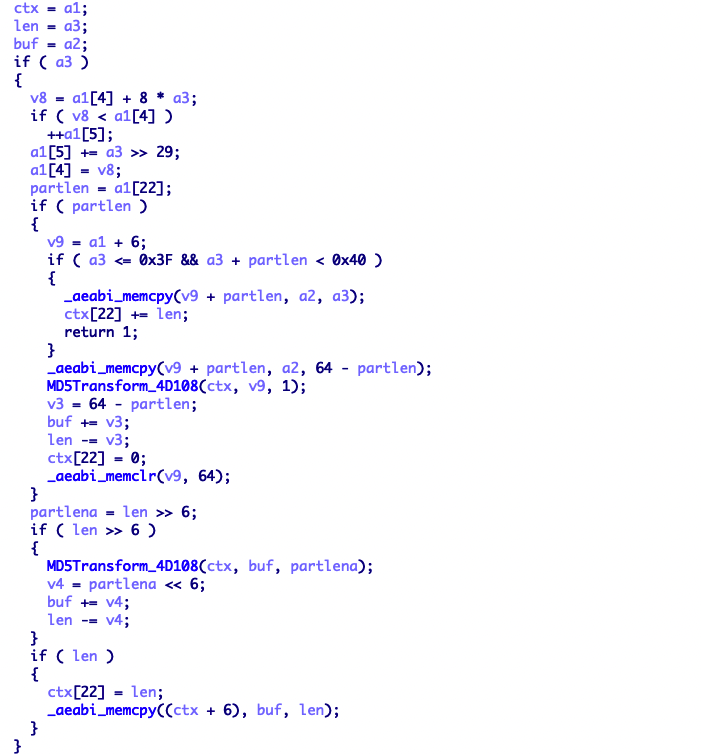 ctx = a1;
len = a3;
buf = a2;
if ( a3 )
{
v8 = a1[4] + 8 * a3;
if ( v8 < a1[4] )
++a1[5];
a1[5] += a3 >> 29;
a1[4] = v8;
partlen = a1[22];
if ( partlen )
{
v9 = a1 + 6;
if ( a3 <= 0x3F && a3 + partlen < 0x40 )
{
_aeabi_memcpy(v9 + partlen, a2, a3);
ctx[22] += len;
return 1;
}
_aeabi_memcpy(v9 + partlen, a2, 64 - partlen);
MD5Transform_4D108(ctx, v9, 1);
v3 = 64 - partlen;
buf += v3;
len -= v3;
ctx[22] = 0;
_aeabi_memclr(v9, 64);
}
partlena = len >> 6;
if ( len >> 6 )
{
MD5Transform_4D108(ctx, buf, partlena);
v4 = partlena << 6;
buf += v4;
len -= v4;
}
if ( len )
{
ctx[22] = len;
_aeabi_memcpy((ctx + 6), buf, len);
}
}